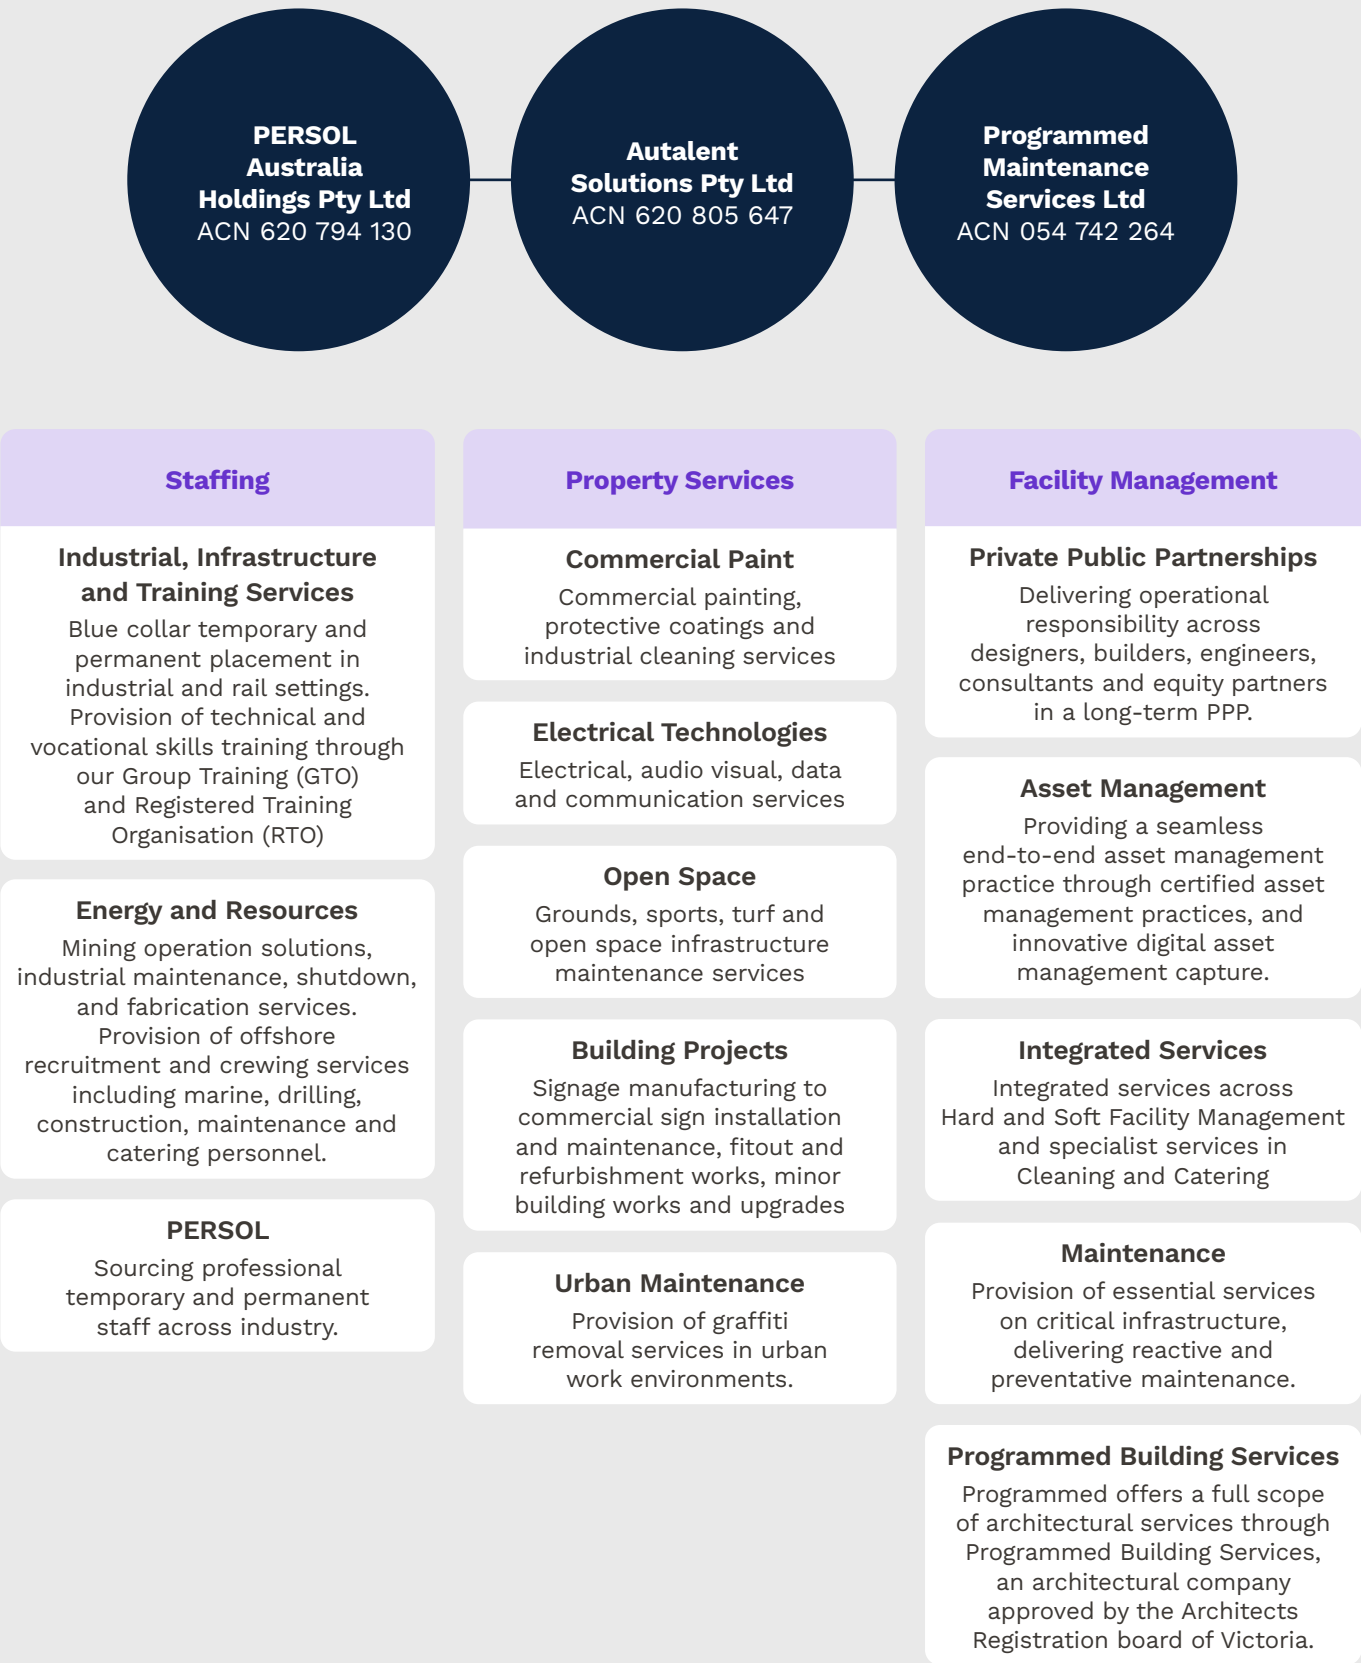 PERSOL
Australia
Holdings Pty Ltd
ACN 620 794 130
Autalent
Solutions Pty Ltd
ACN 620 805 647
Programmed
Maintenance
Services Ltd
ACN 054 742 264
Staffing
Industrial, Infrastructure
and Training Services
Blue collar temporary and
permanent placement in
industrial and rail settings.
Provision of technical and
vocational skills training through
our Group Training (GTO)
and Registered Training
Organisation (RTO)
Energy and Resources
Mining operation solutions,
industrial maintenance, shutdown,
and fabrication services.
Provision of offshore
recruitment and crewing services
including marine, drilling,
construction, maintenance and
catering personnel.
PERSOL
Sourcing professional
temporary and permanent
staff across industry.
Property Services
Commercial Paint
Commercial painting,
protective coatings and
industrial cleaning services
Electrical Technologies
Electrical, audio visual, data
and communication services
Open Space
Grounds, sports, turf and
open space infrastructure
maintenance services
Building Projects
Signage manufacturing to
commercial sign installation
and maintenance, fitout and
refurbishment works, minor
building works and upgrades
Urban Maintenance
Provision of graffiti
removal services in urban
work environments.
Facility Management
Private Public Partnerships
Delivering operational
responsibility across
designers, builders, engineers,
consultants and equity partners
in a long-term PPP.
Asset Management
Providing a seamless
end-to-end asset management
practice through certified asset
management practices, and
innovative digital asset
management capture.
Integrated Services
Integrated services across
Hard and Soft Facility Management
and specialist services in
Cleaning and Catering
Maintenance
Provision of essential services
on critical infrastructure,
delivering reactive and
preventative maintenance.
Programmed Building Services
Programmed offers a full scope
of architectural services through
Programmed Building Services,
an architectural company
approved by the Architects
Registration board of Victoria.